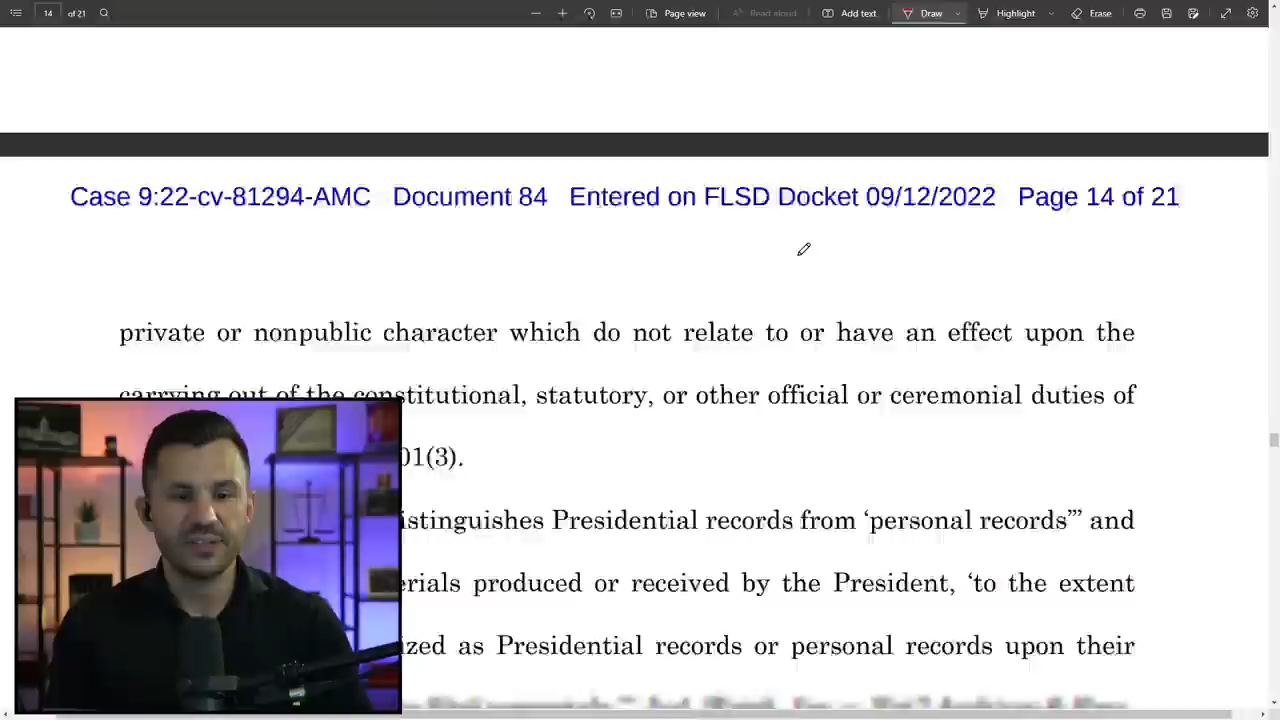 14 of 21 Page view Read aloud Add text Draw Highlight Erase
Case 9:22-cv-81294-AMC Document 84 Entered on FLSD Docket 09/12/2022 Page 14 of 21
private or nonpublic character which do not relate to or have an effect upon the
carrying out of the constitutional, statutory, or other official or ceremonial duties of
01(3).
istinguishes Presidential records from ‘personal records’” and
erials produced or received by the President, ‘to the extent
ized as Presidential records or personal records upon their